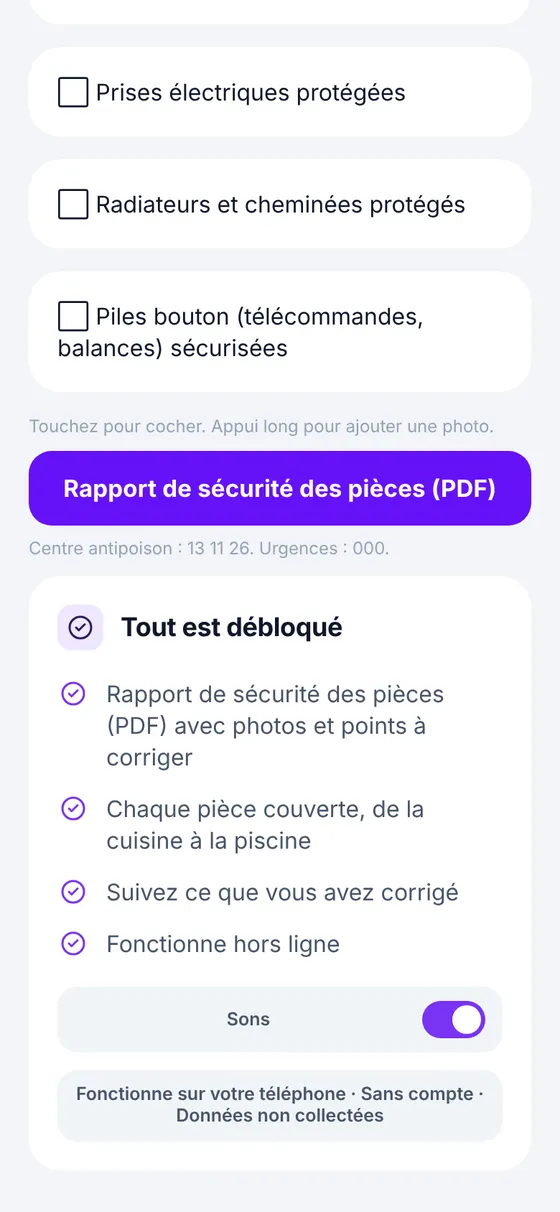 Prises électriques protégées
Radiateurs et cheminées protégés
Piles bouton (télécommandes,
balances) sécurisées
Touchez pour cocher. Appui long pour ajouter une photo.
Rapport de sécurité des pièces (PDF)
Centre antipoison : 13 11 26. Urgences : 000.
Tout est débloqué
Rapport de sécurité des pièces
(PDF) avec photos et points à
corriger
Chaque pièce couverte, de la
cuisine à la piscine
Suivez ce que vous avez corrigé
Fonctionne hors ligne
Sons
Fonctionne sur votre téléphone · Sans compte ·
Données non collectées